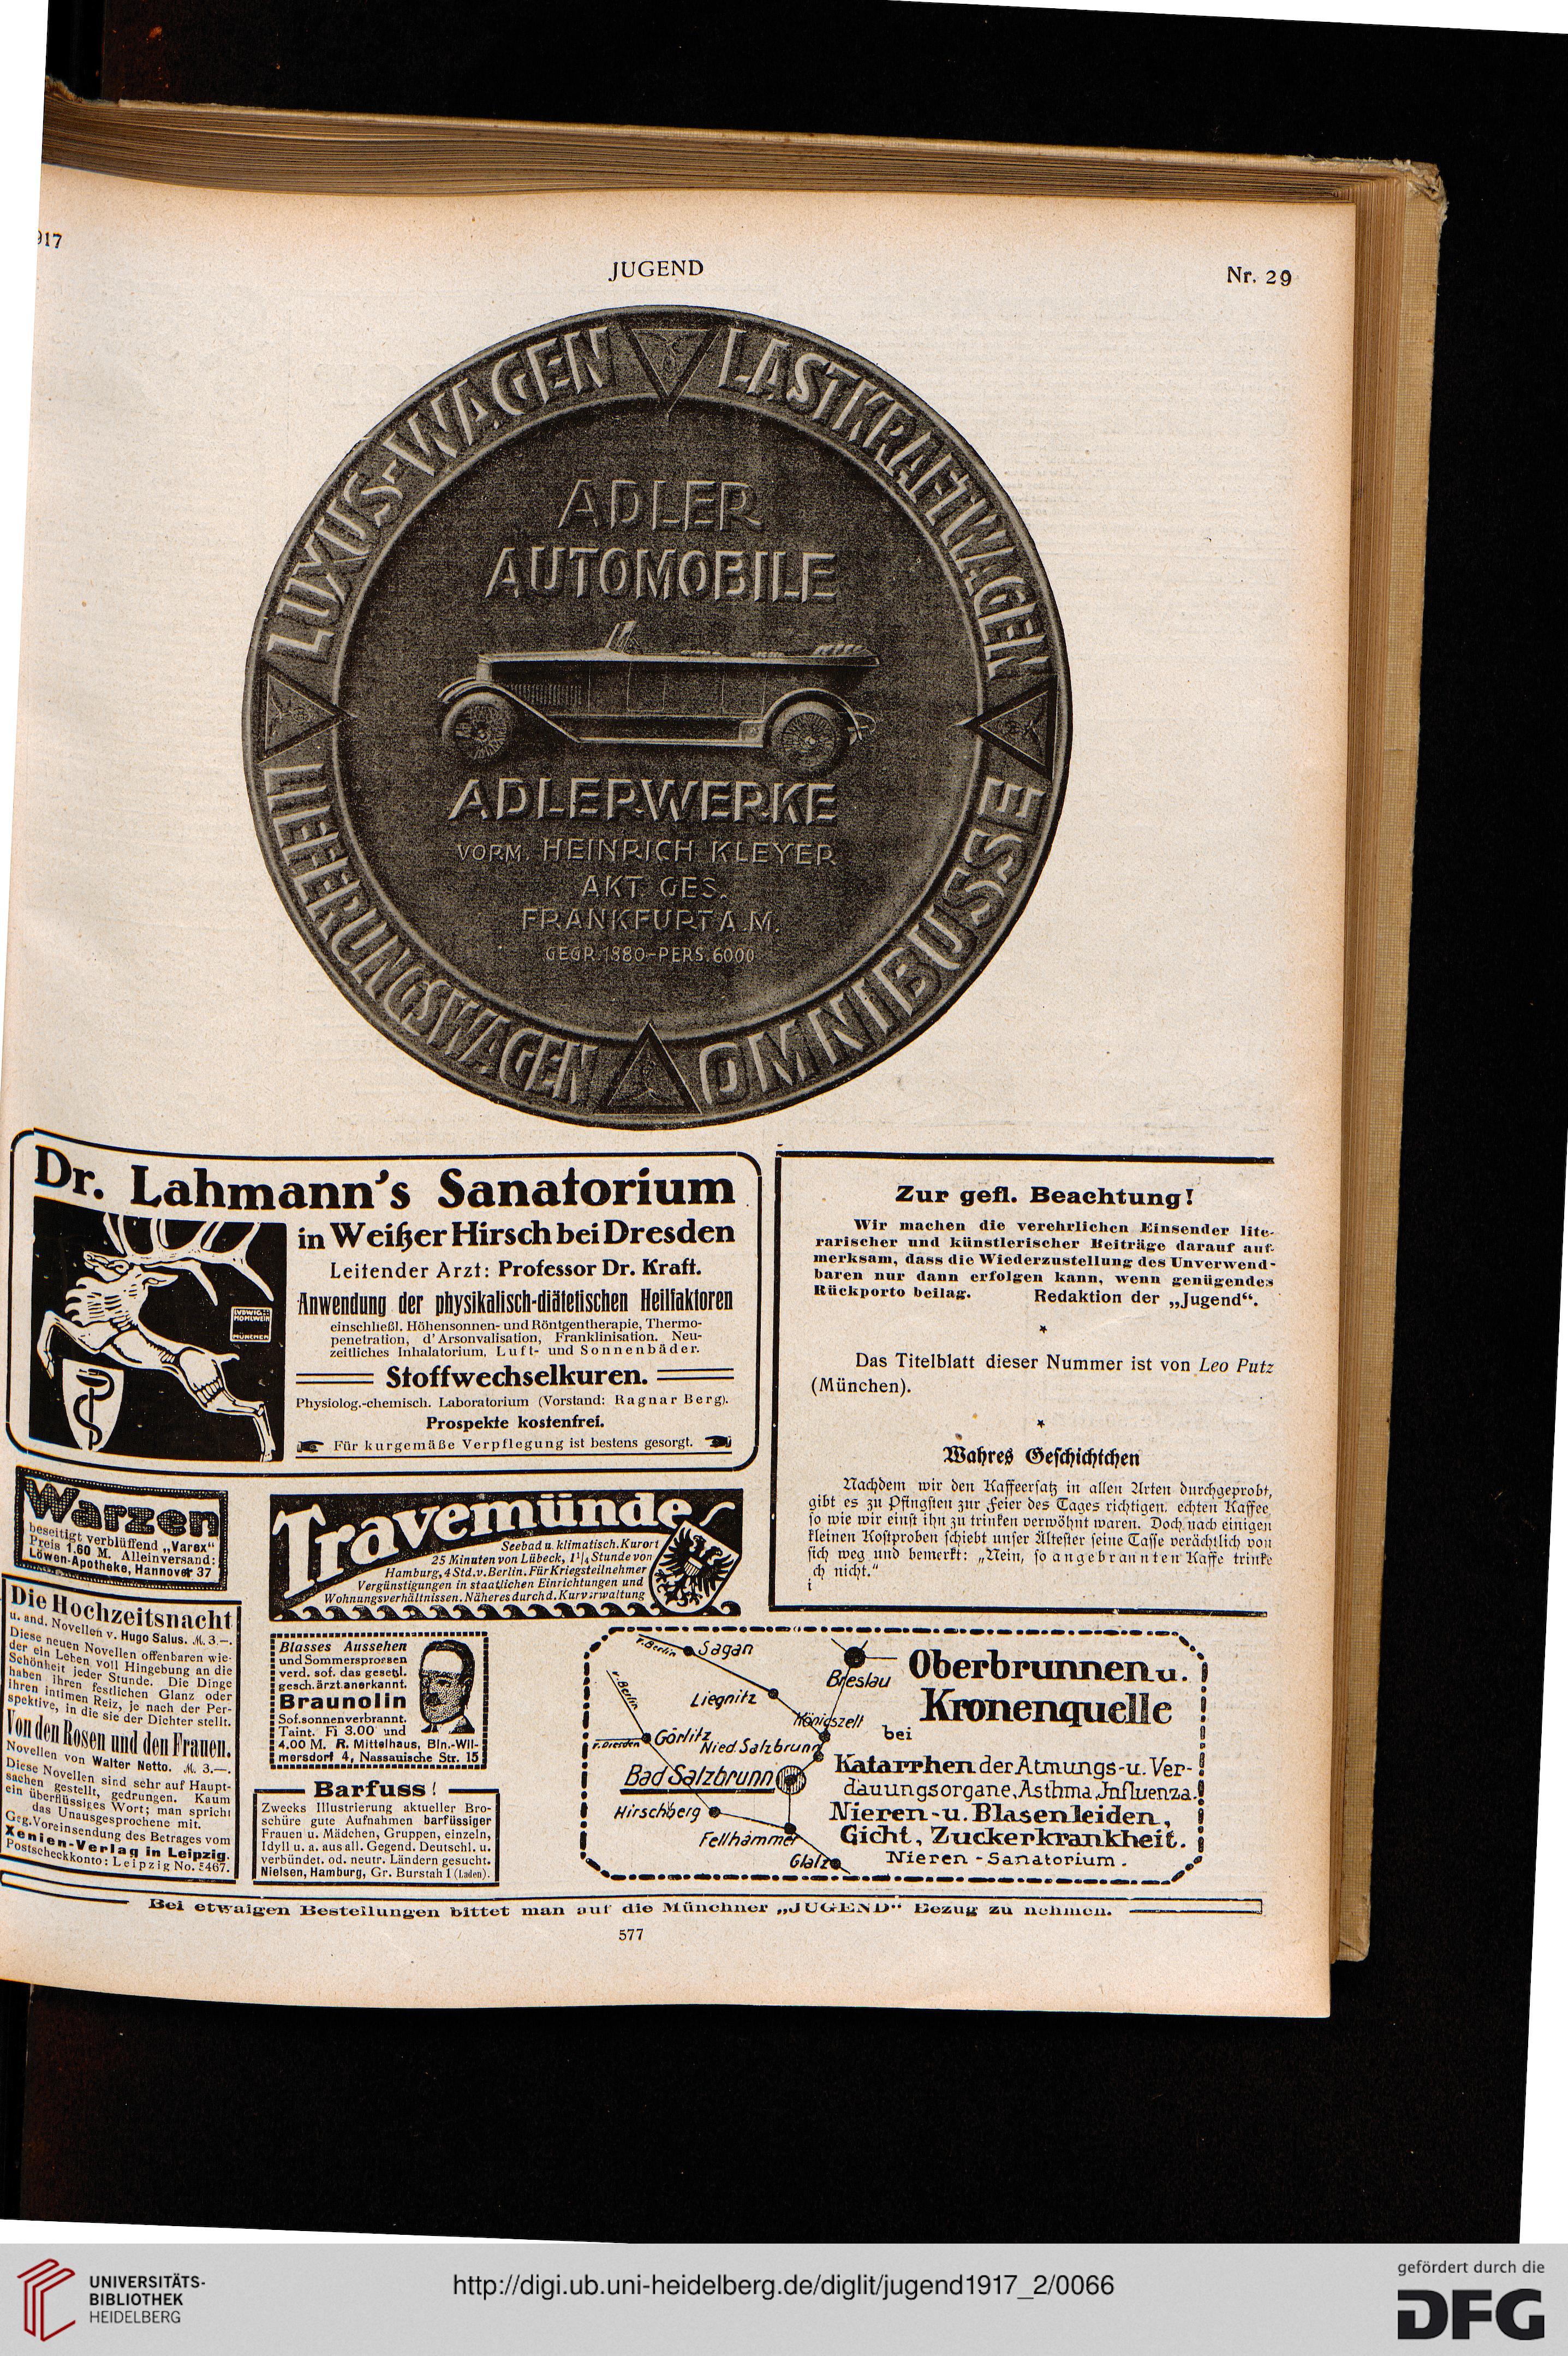 JUGEND
Nr. 29
LUXUS-WAGEN
LASTKRAFTWAGEN
OMNIBUSSE
LIEFERUNGSWAGEN
ADLER
AUTOMOBILE
ADLERWERKE
VORM. HEINRICH KLEYER
AKT. GES.
FRANKFURT A.M.
GEGR. 1880-PERS. 6000
Dr. Lahmann's Sanatorium
in Weißer Hirsch bei Dresden
Leitender Arzt: Professor Dr. Kraft.
Anwendung der physikalisch-diätetischen Heilfaktoren
einschließl. Höhensonnen- und Röntgentherapie, Thermo-
penetration, d'Arsonvalisation, Franklinisation. Neu-
zeitliches Inhalatorium, Luft- und Sonnenbäder.
Stoffwechselkuren.
Physiolog.-chemisch. Laboratorium (Vorstand: Ragnar Berg).
Prospekte kostenfrei.
Für kurgemäße Verpflegung ist bestens gesorgt.
LUDWIG
HOHLWEIN
MÜNCHEN
Zur gefl. Beachtung!
Wir machen die verehrlichen Einsender lite-
rarischer und künstlerischer Beiträge darauf auf-
merksam, dass die Wiederzustellung des Unverwend-
baren nur dann erfolgen kann, wenn genügendes
Rückporto beilag. Redaktion der „Jugend“.
*
Das Titelblatt dieser Nummer ist von Leo Putz
(München).
*
Wahres Geschichtchen
Nachdem wir den Kaffeersatz in allen Arten durchgeprobt,
gibt es zu Pfingsten zur Feier des Tages richtigen, echten Kaffee
so wie wir einst ihn zu trinken verwöhnt waren. Doch nach einigen
kleinen Kostproben schiebt unser Ältester seine Tasse verächtlich von
sich weg und bemerkt: „Nein, so angebrannten Kaffe trinke
ch nicht.“
i
Warzen
beseitigt verblüffend „Varex“
Preis 1.60 M. Alleinversand:
Löwen-Apotheke, Hannover 37
Travemünde
Seebad u. klimatisch. Kurort
25 Minuten von Lübeck, 1¼ Stunde von
Hamburg, 4 Std. v. Berlin. Für Kriegsteilnehmer
Vergünstigungen in staatlichen Einrichtungen und
Wohnungsverhältnissen. Näheres durch d. Kurverwaltung
Die Hochzeitsnacht
u. and. Novellen v. Hugo Salus. M. 3.—.
Diese neuen Novellen offenbaren wie-
der ein Leben voll Hingebung an die
Schönheit jeder Stunde. Die Dinge
haben ihren festlichen Glanz oder
ihren intimen Reiz, je nach der Per-
spektive, in die sie der Dichter stellt.
Von den Rosen und den Frauen.
Novellen von Walter Netto. M. 3.—.
Diese Novellen sind sehr auf Haupt-
sachen gestellt, gedrungen. Kaum
ein überflüssiges Wort; man spricht
das Unausgesprochene mit.
Geg. Voreinsendung des Betrages vom
Xenien-Verlag in Leipzig.
Postscheckkonto: Leipzig No. 5467.
Blasses Aussehen
und Sommersprossen
verd. sof. das gesetzl.
gesch. ärzt. anerkannt.
Braunolin
Sof. sonnenverbrannt.
Taint. Fl 3.00 und
4.00 M. R. Mittelhaus, Bln.-Wil-
mersdorf 4, Nassauische Str. 15
Barfuss!
Zwecks Illustrierung aktueller Bro-
schüre gute Aufnahmen barfüssiger
Frauen u. Mädchen, Gruppen, einzeln,
Idyll u. a. aus all. Gegend. Deutschl. u.
verbündet. od. neutr. Ländern gesucht.
Nielsen, Hamburg, Gr. Burstah 1 (Laden).
v. Berlin
Sagan
Breslau
v. Berlin
Liegnitz
Königszelt
v. Dresden
Görlitz
Nied. Salzbrunn
Bad Salzbrunn
Hirschberg
Fellhammer
Glatz
Oberbrunnen u.
Kronenquelle
bei
Katarrhen der Atmungs- u. Ver-
dauungsorgane, Asthma, Influenza.
Nieren- u. Blasenleiden,
Gicht, Zuckerkrankheit.
Nieren-Sanatorium.
Bei etwaigen Bestellungen bittet man auf die Münchner „JUGEND“ Bezug zu nehmen.
577
UNIVERSITÄTS-
BIBLIOTHEK
HEIDELBERG
http://digi.ub.uni-heidelberg.de/diglit/jugend1917_2/0066
gefördert durch die
DFG